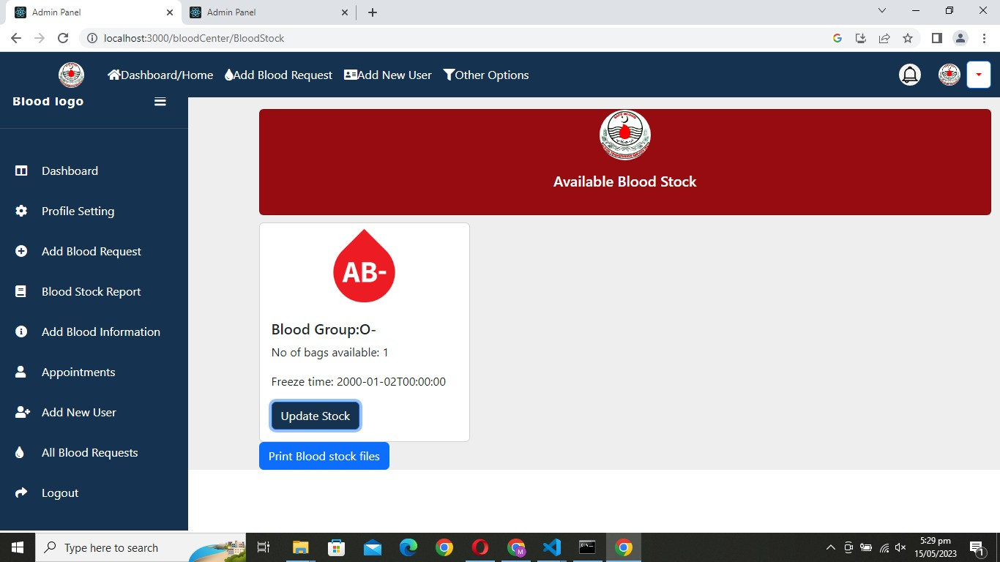 Admin Panel
Admin Panel
localhost:3000/bloodCenter/BloodStock
Dashboard/Home
Add Blood Request
Add New User
Other Options
Blood logo
Dashboard
Profile Setting
Add Blood Request
Blood Stock Report
Add Blood Information
Appointments
Add New User
All Blood Requests
Logout
SAFE BLOOD
Available Blood Stock
AB-
Blood Group:O-
No of bags available: 1
Freeze time: 2000-01-02T00:00:00
Update Stock
Print Blood stock files
Type here to search
M
5:29 pm
15/05/2023
1